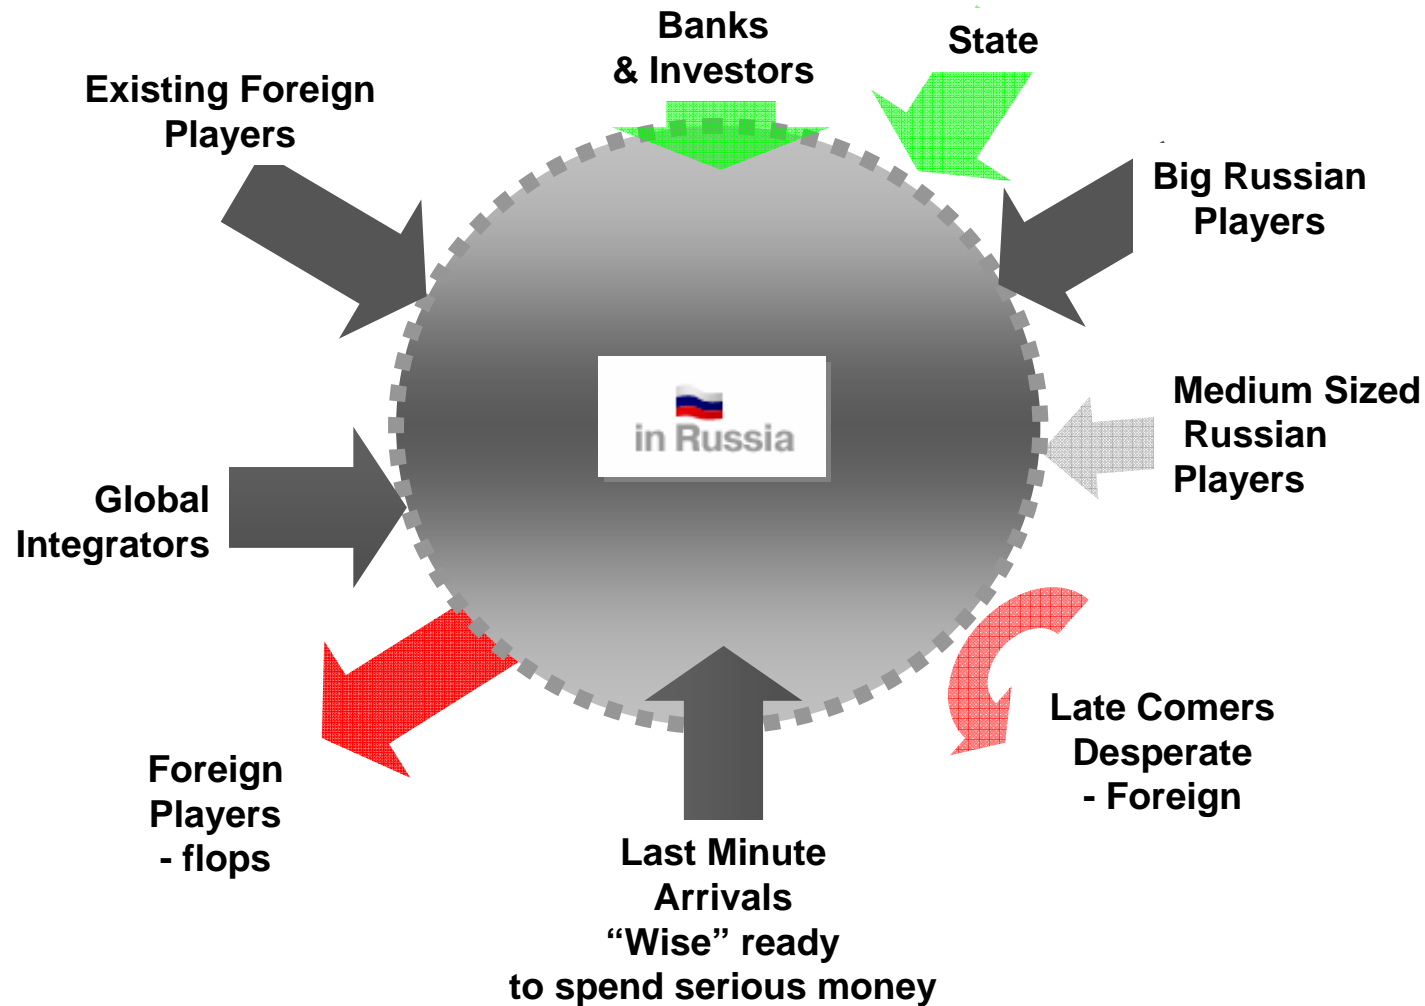 Banks
& Investors
State
Existing Foreign
Players
Big Russian
Players
in Russia
Medium Sized
Russian
Players
Global
Integrators
Late Comers
Desperate
- Foreign
Foreign
Players
- flops
Last Minute
Arrivals
“Wise” ready
to spend serious money